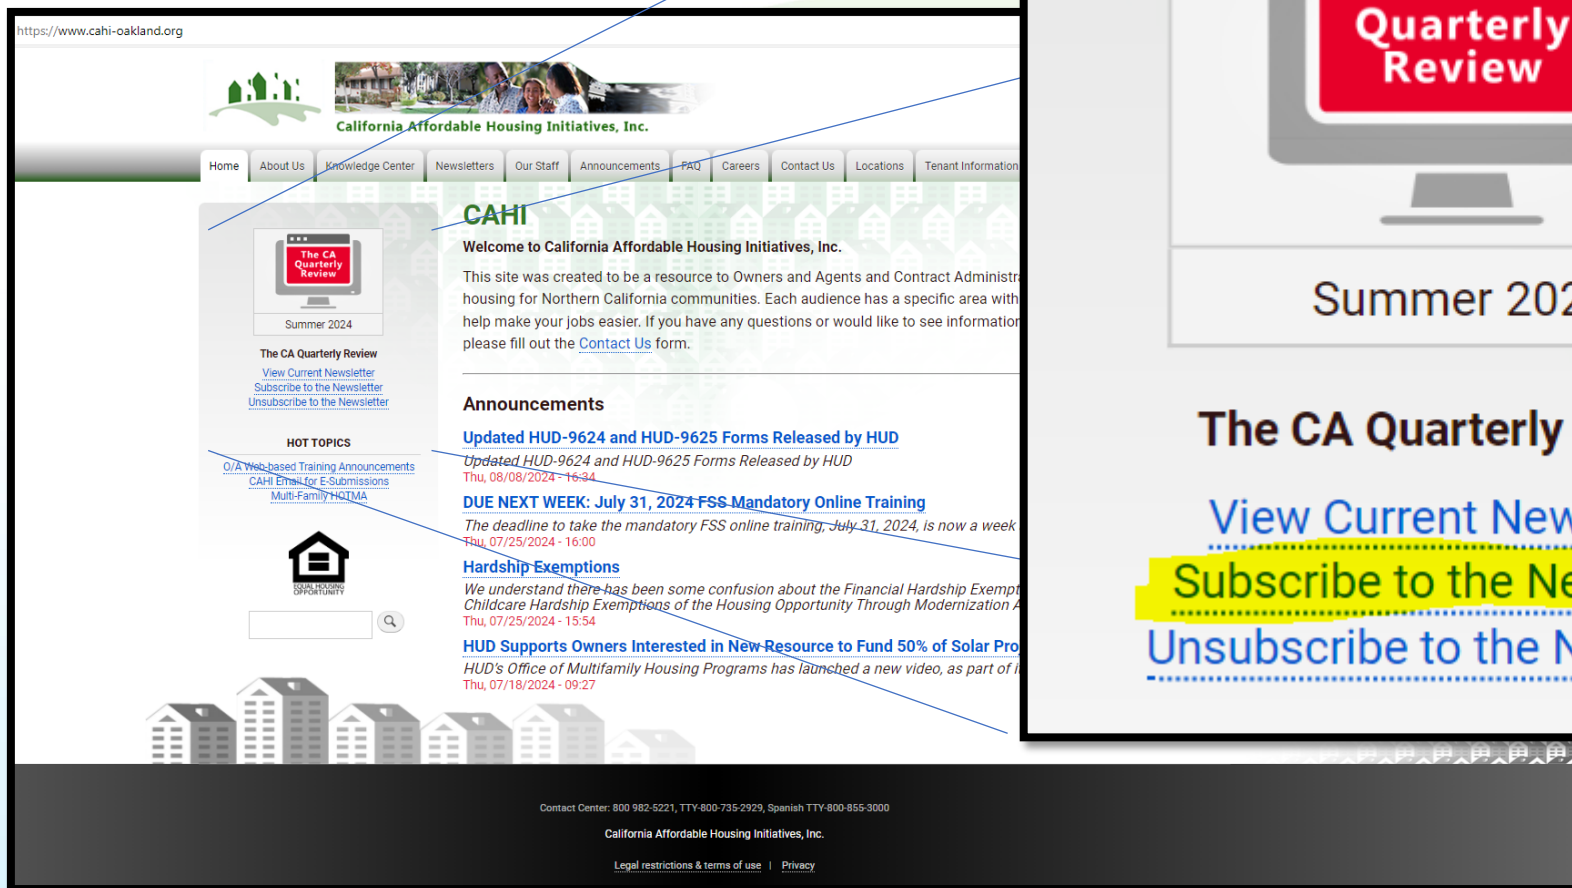 https://www.cahi-oakland.org
California Affordable Housing Initiatives, Inc.
Home About Us Knowledge Center Newsletters Our Staff Announcements FAQ Careers Contact Us Locations Tenant Information
The CA
Quarterly
Review
Summer 2024
The CA Quarterly Review
View Current Newsletter
Subscribe to the Newsletter
Unsubscribe to the Newsletter
HOT TOPICS
O/A Web-based Training Announcements
CAHI Email for E-Submissions
Multi-Family HOTMA
EQUAL HOUSING
OPPORTUNITY
CAHI
Welcome to California Affordable Housing Initiatives, Inc.
This site was created to be a resource to Owners and Agents and Contract Administra
housing for Northern California communities. Each audience has a specific area with
help make your jobs easier. If you have any questions or would like to see information
please fill out the Contact Us form.
Announcements
Updated HUD-9624 and HUD-9625 Forms Released by HUD
Updated HUD-9624 and HUD-9625 Forms Released by HUD
Thu, 08/08/2024 - 16:34
DUE NEXT WEEK: July 31, 2024 FSS Mandatory Online Training
The deadline to take the mandatory FSS online training, July 31, 2024, is now a week
Thu, 07/25/2024 - 16:00
Hardship Exemptions
We understand there has been some confusion about the Financial Hardship Exempt
Childcare Hardship Exemptions of the Housing Opportunity Through Modernization A
Thu, 07/25/2024 - 15:54
HUD Supports Owners Interested in New Resource to Fund 50% of Solar Pro
HUD's Office of Multifamily Housing Programs has launched a new video, as part of i
Thu, 07/18/2024 - 09:27
Quarterly
Review
Summer 202
The CA Quarterly
View Current New
Subscribe to the Ne
Unsubscribe to the N
Contact Center: 800 982-5221, TTY-800-735-2929, Spanish TTY-800-855-3000
California Affordable Housing Initiatives, Inc.
Legal restrictions & terms of use | Privacy